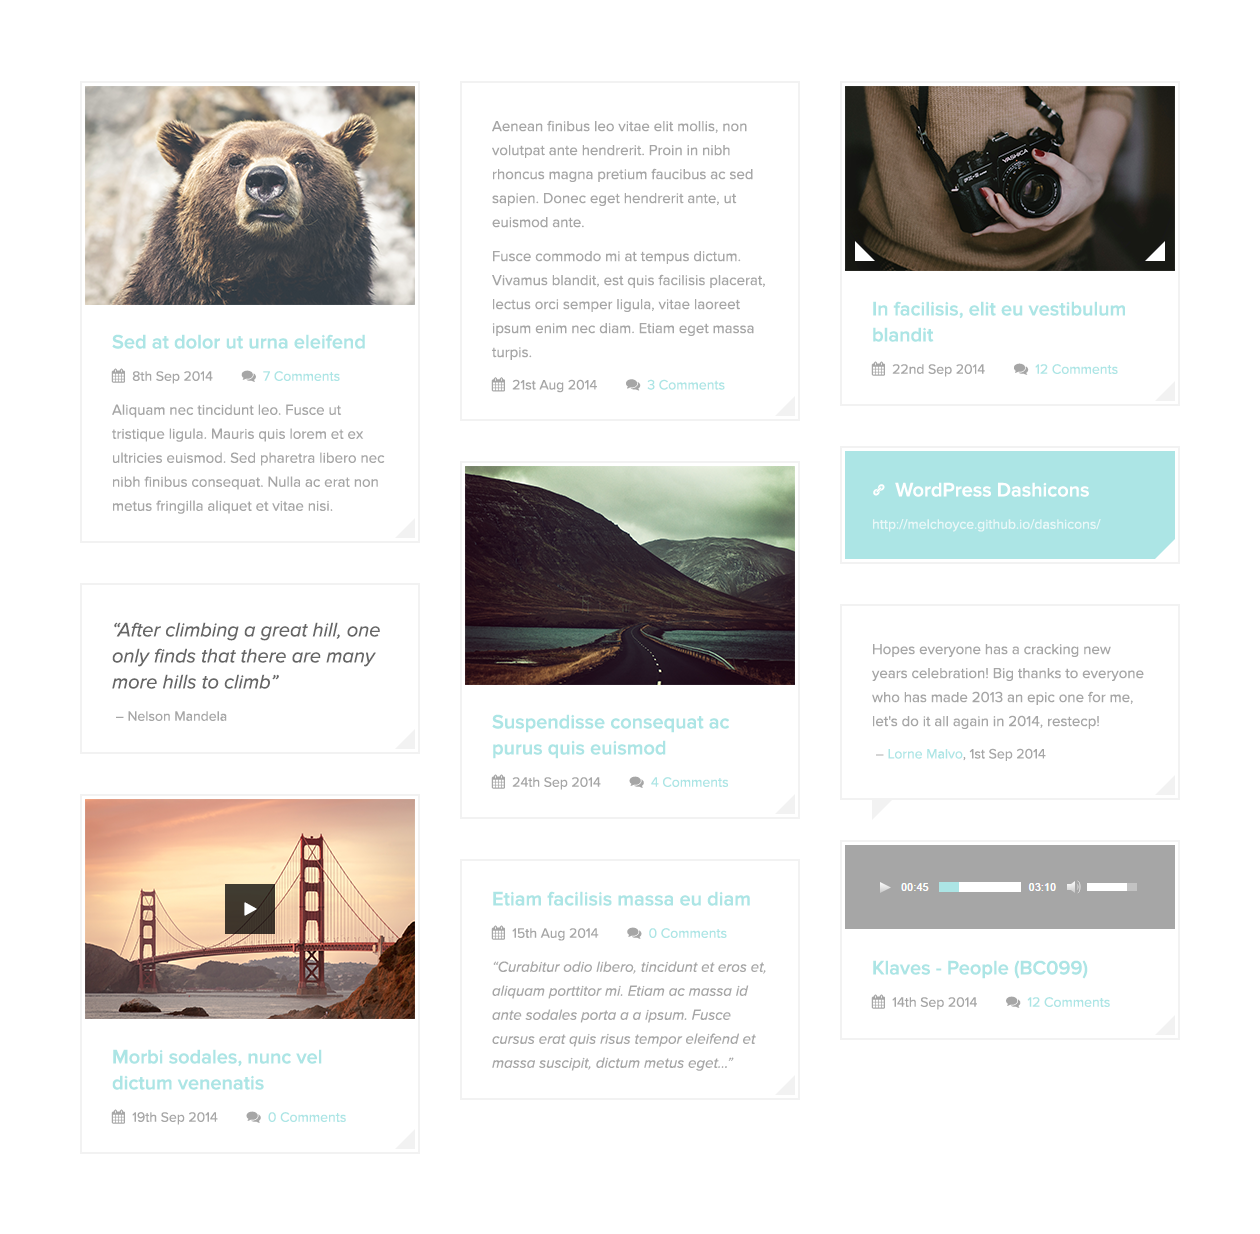 Sed at dolor ut urna eleifend
8th Sep 2014 7 Comments
Aliquam nec tincidunt leo. Fusce ut
tristique ligula. Mauris quis lorem et ex
ultricies euismod. Sed pharetra libero nec
nibh finibus consequat. Nulla ac erat non
metus fringilla aliquet et vitae nisi.
“After climbing a great hill, one
only finds that there are many
more hills to climb”
– Nelson Mandela
Morbi sodales, nunc vel
dictum venenatis
19th Sep 2014 0 Comments
Aenean finibus leo vitae elit mollis, non
volutpat ante hendrerit. Proin in nibh
rhoncus magna pretium faucibus ac sed
sapien. Donec eget hendrerit ante, ut
euismod ante.
Fusce commodo mi at tempus dictum.
Vivamus blandit, est quis facilisis placerat,
lectus orci semper ligula, vitae laoreet
ipsum enim nec diam. Etiam eget massa
turpis.
21st Aug 2014 3 Comments
Suspendisse consequat ac
purus quis euismod
24th Sep 2014 4 Comments
Etiam facilisis massa eu diam
15th Aug 2014 0 Comments
“Curabitur odio libero, tincidunt et eros et,
aliquam porttitor mi. Etiam ac massa id
ante sodales porta a a ipsum. Fusce
cursus erat quis risus tempor eleifend et
massa suscipit, dictum metus eget...”
YASHICA
In facilisis, elit eu vestibulum
blandit
22nd Sep 2014 12 Comments
WordPress Dashicons
http://melchoyce.github.io/dashicons/
Hopes everyone has a cracking new
years celebration! Big thanks to everyone
who has made 2013 an epic one for me,
let's do it all again in 2014, restecp!
– Lorne Malvo, 1st Sep 2014
00:45 03:10
Klaves - People (BC099)
14th Sep 2014 12 Comments